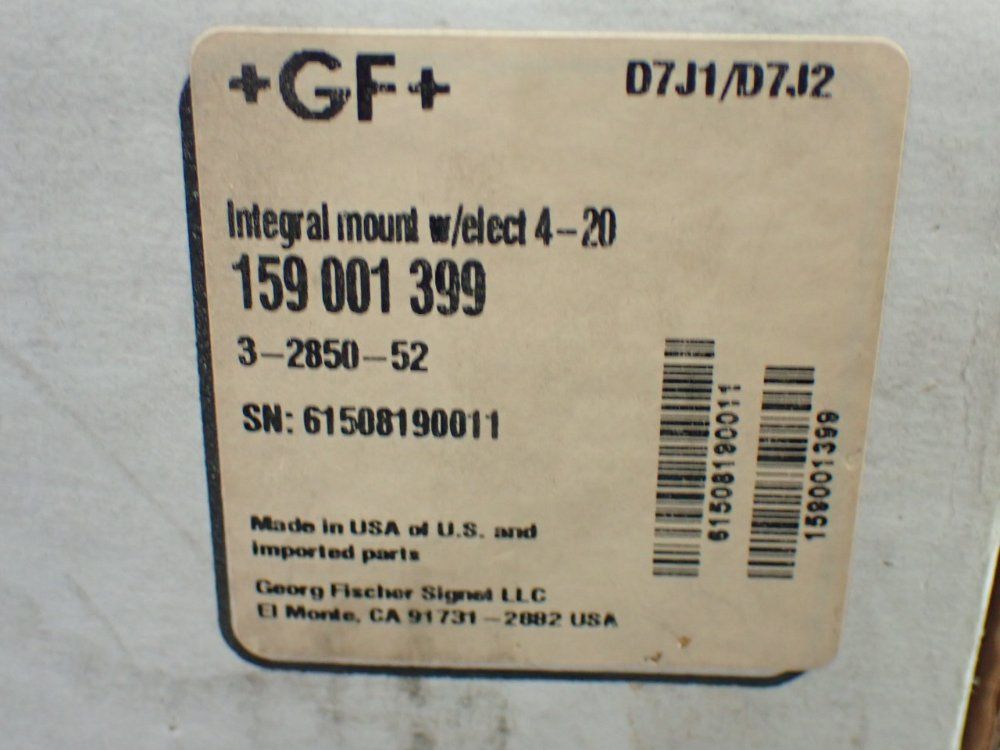 +GF+
D7J1/D7J2
Integral mount w/elect 4-20
159 001 399
3-2850-52
SN: 61508190011
61508190011
159001399
Made in USA of U.S. and
imported parts
Georg Fischer Signet LLC
El Monte, CA 91731-2882 USA